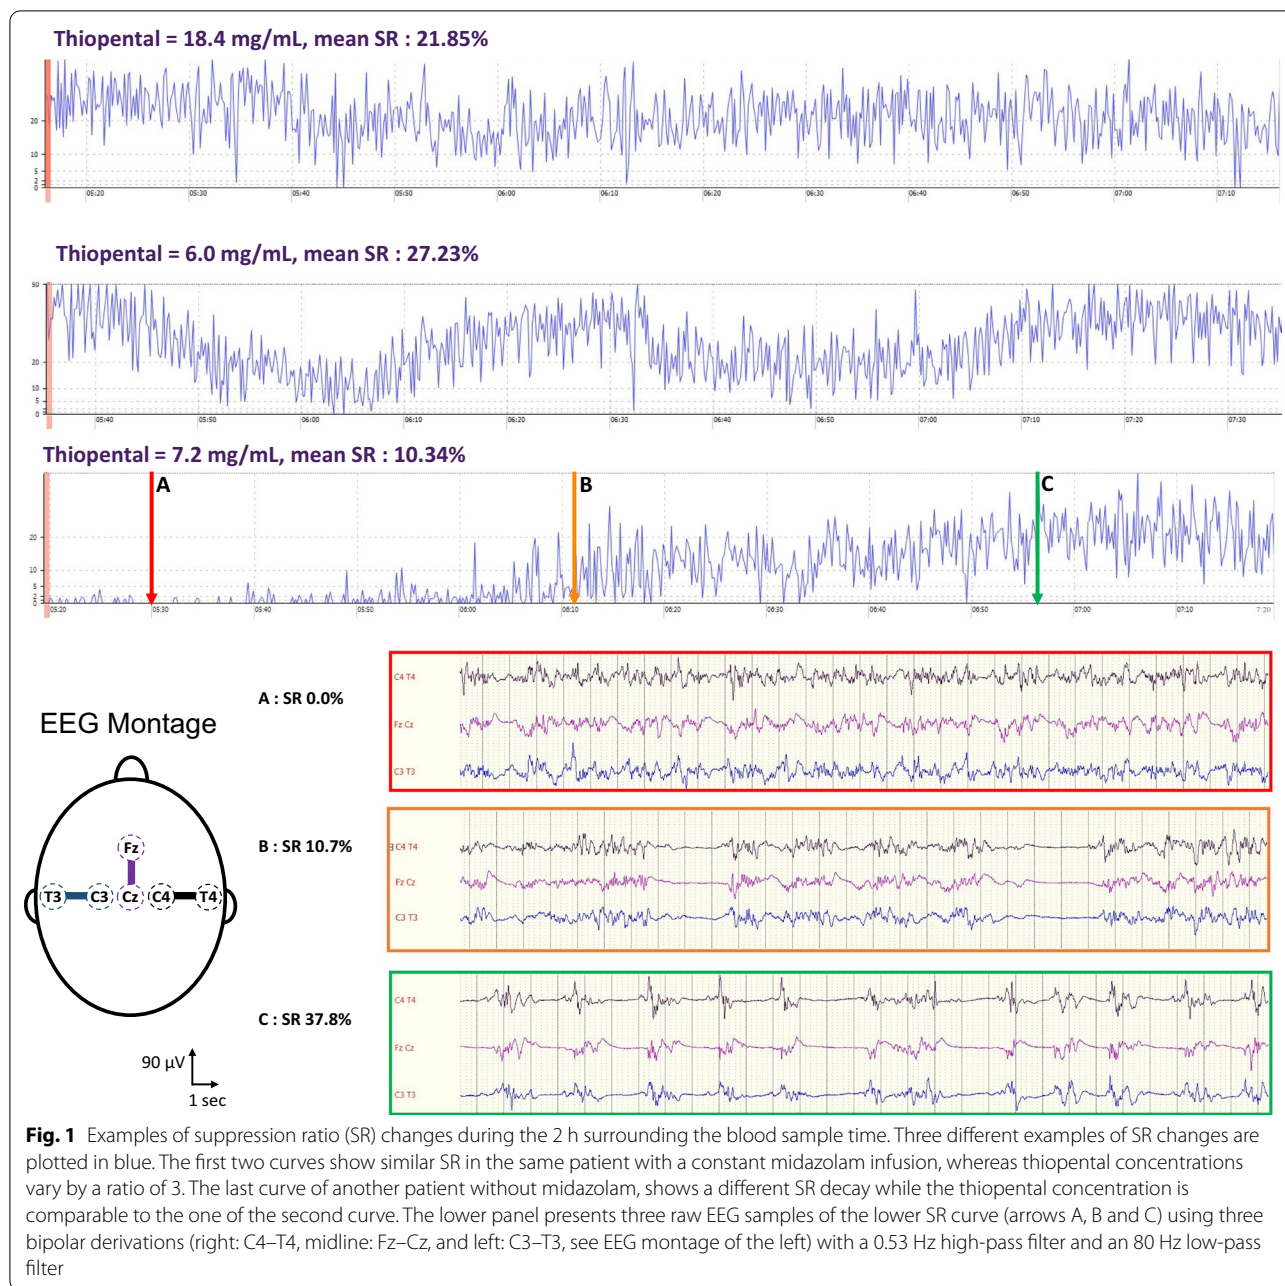 Thiopental = 18.4 mg/mL, mean SR : 21.85%
20
10
5
2
0
05:20 05:30 05:40 05:50 06:00 06:10 06:20 06:30 06:40 06:50 07:00 07:10
Thiopental = 6.0 mg/mL, mean SR : 27.23%
50
20
10
5
0
05:40 05:50 06:00 06:10 06:20 06:30 06:40 06:50 07:00 07:10 07:20 07:30
Thiopental = 7.2 mg/mL, mean SR : 10.34%
A B C
20
10
5
2
0
05:20 05:30 05:40 05:50 06:00 06:10 06:20 06:30 06:40 06:50 07:00 07:10 7:20
EEG Montage
Fz
T3 C3 Cz C4 T4
90 µV
1 sec
A : SR 0.0%
C4 T4
Fz Cz
C3 T3
B : SR 10.7%
C4 T4
Fz Cz
C3 T3
C : SR 37.8%
C4 T4
Fz Cz
C3 T3
Fig. 1 Examples of suppression ratio (SR) changes during the 2 h surrounding the blood sample time. Three different examples of SR changes are
plotted in blue. The first two curves show similar SR in the same patient with a constant midazolam infusion, whereas thiopental concentrations
vary by a ratio of 3. The last curve of another patient without midazolam, shows a different SR decay while the thiopental concentration is
comparable to the one of the second curve. The lower panel presents three raw EEG samples of the lower SR curve (arrows A, B and C) using three
bipolar derivations (right: C4–T4, midline: Fz–Cz, and left: C3–T3, see EEG montage of the left) with a 0.53 Hz high-pass filter and an 80 Hz low-pass
filter